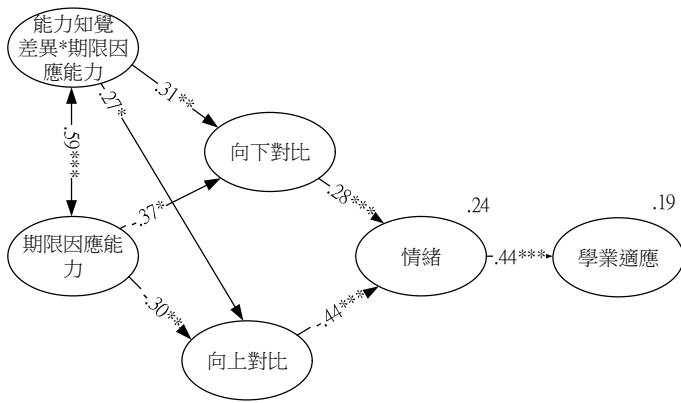 能力知覺
差異*期限因
應能力
.31**
.27*
.59***
向下對比
.28***
-.37*
.24
.19
期限因應能
力
情緒
.44***
學業適應
-.30**
-.44***
向上對比